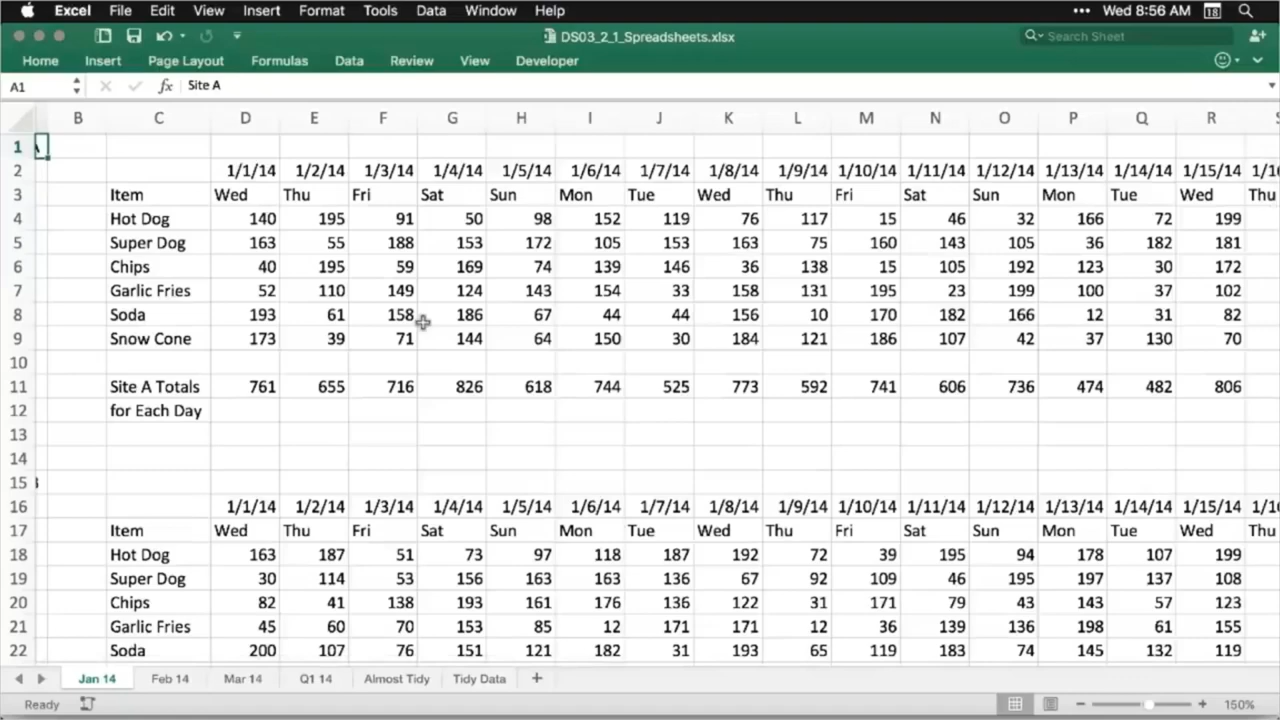 Excel File Edit View Insert Format Tools Data Window Help ••• Wed 8:56 AM 18
DS03_2_1_Spreadsheets.xlsx Search Sheet
Home Insert Page Layout Formulas Data Review View Developer
A1 fx Site A
B C D E F G H I J K L M N O P Q R
1
2 1/1/14 1/2/14 1/3/14 1/4/14 1/5/14 1/6/14 1/7/14 1/8/14 1/9/14 1/10/14 1/11/14 1/12/14 1/13/14 1/14/14 1/15/14
3 Item Wed Thu Fri Sat Sun Mon Tue Wed Thu Fri Sat Sun Mon Tue Wed Thu
4 Hot Dog 140 195 91 50 98 152 119 76 117 15 46 32 166 72 199
5 Super Dog 163 55 188 153 172 105 153 163 75 160 143 105 36 182 181
6 Chips 40 195 59 169 74 139 146 36 138 15 105 192 123 30 172
7 Garlic Fries 52 110 149 124 143 154 33 158 131 195 23 199 100 37 102
8 Soda 193 61 158 186 67 44 44 156 10 170 182 166 12 31 82
9 Snow Cone 173 39 71 144 64 150 30 184 121 186 107 42 37 130 70
10
11 Site A Totals 761 655 716 826 618 744 525 773 592 741 606 736 474 482 806
12 for Each Day
13
14
15
16 1/1/14 1/2/14 1/3/14 1/4/14 1/5/14 1/6/14 1/7/14 1/8/14 1/9/14 1/10/14 1/11/14 1/12/14 1/13/14 1/14/14 1/15/14
17 Item Wed Thu Fri Sat Sun Mon Tue Wed Thu Fri Sat Sun Mon Tue Wed Thu
18 Hot Dog 163 187 51 73 97 118 187 192 72 39 195 94 178 107 199
19 Super Dog 30 114 53 156 163 163 136 67 92 109 46 195 197 137 108
20 Chips 82 41 138 193 161 176 136 122 31 171 79 43 143 57 123
21 Garlic Fries 45 60 70 153 85 12 171 171 12 36 139 136 198 61 155
22 Soda 200 107 76 151 121 182 31 193 65 119 183 74 145 132 119
Jan 14 Feb 14 Mar 14 Q1 14 Almost Tidy Tidy Data +
Ready 150%